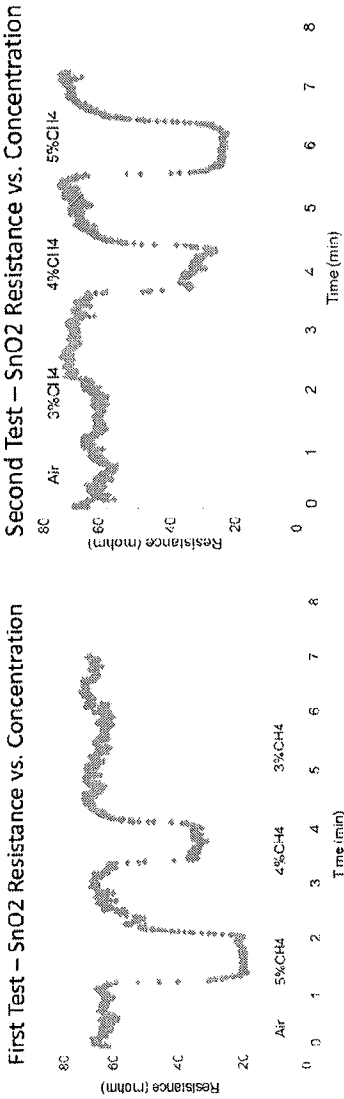 First Test – SnO2 Resistance vs. Concentration
80
60
40
20
0
Resistance (mohm)
Air 5%CH4 4%CH4 3%CH4
0 1 2 3 4 5 6 7 8
Time (min)
Second Test – SnO2 Resistance vs. Concentration
80
60
40
20
0
Resistance (mohm)
Air 3%CH4 4%CH4 5%CH4
0 1 2 3 4 5 6 7 8
Time (min)